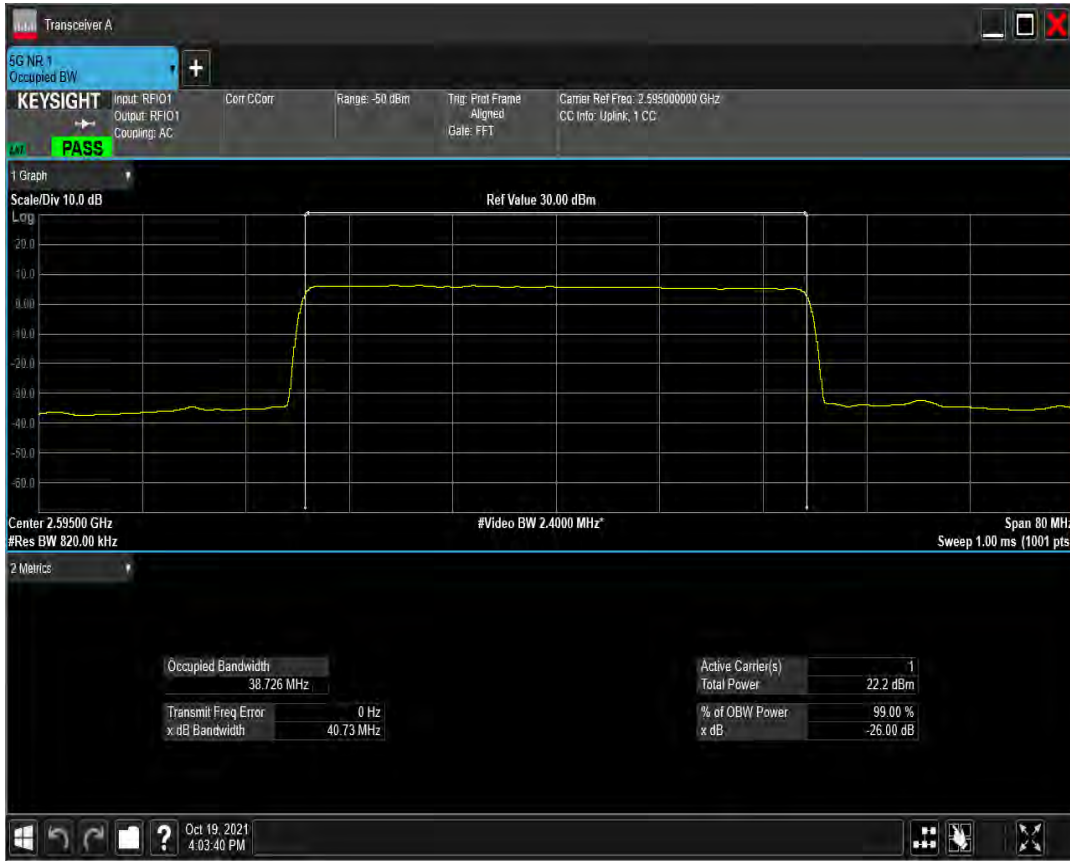 Transceiver A
5G NR 1
Occupied BW
+
KEYSIGHT
PASS
Input: RFIO1
Output: RFIO1
Coupling: AC
Corr CCorr
Range: -50 dBm
Trig: Prot Frame
Aligned
Gate: FFT
Carrier Ref Freq: 2.595000000 GHz
CC Info: Uplink, 1 CC
1 Graph
Scale/Div 10.0 dB
Ref Value 30.00 dBm
Log
20.0
10.0
0.00
-10.0
-20.0
-30.0
-40.0
-50.0
-60.0
Center 2.59500 GHz
#Video BW 2.4000 MHz*
Span 80 MHz
#Res BW 820.00 kHz
Sweep 1.00 ms (1001 pts
2 Metrics
Occupied Bandwidth
38.726 MHz
Transmit Freq Error 0 Hz
x dB Bandwidth 40.73 MHz
Active Carrier(s) 1
Total Power 22.2 dBm
% of OBW Power 99.00 %
x dB -26.00 dB
?
Oct 19, 2021
4:03:40 PM